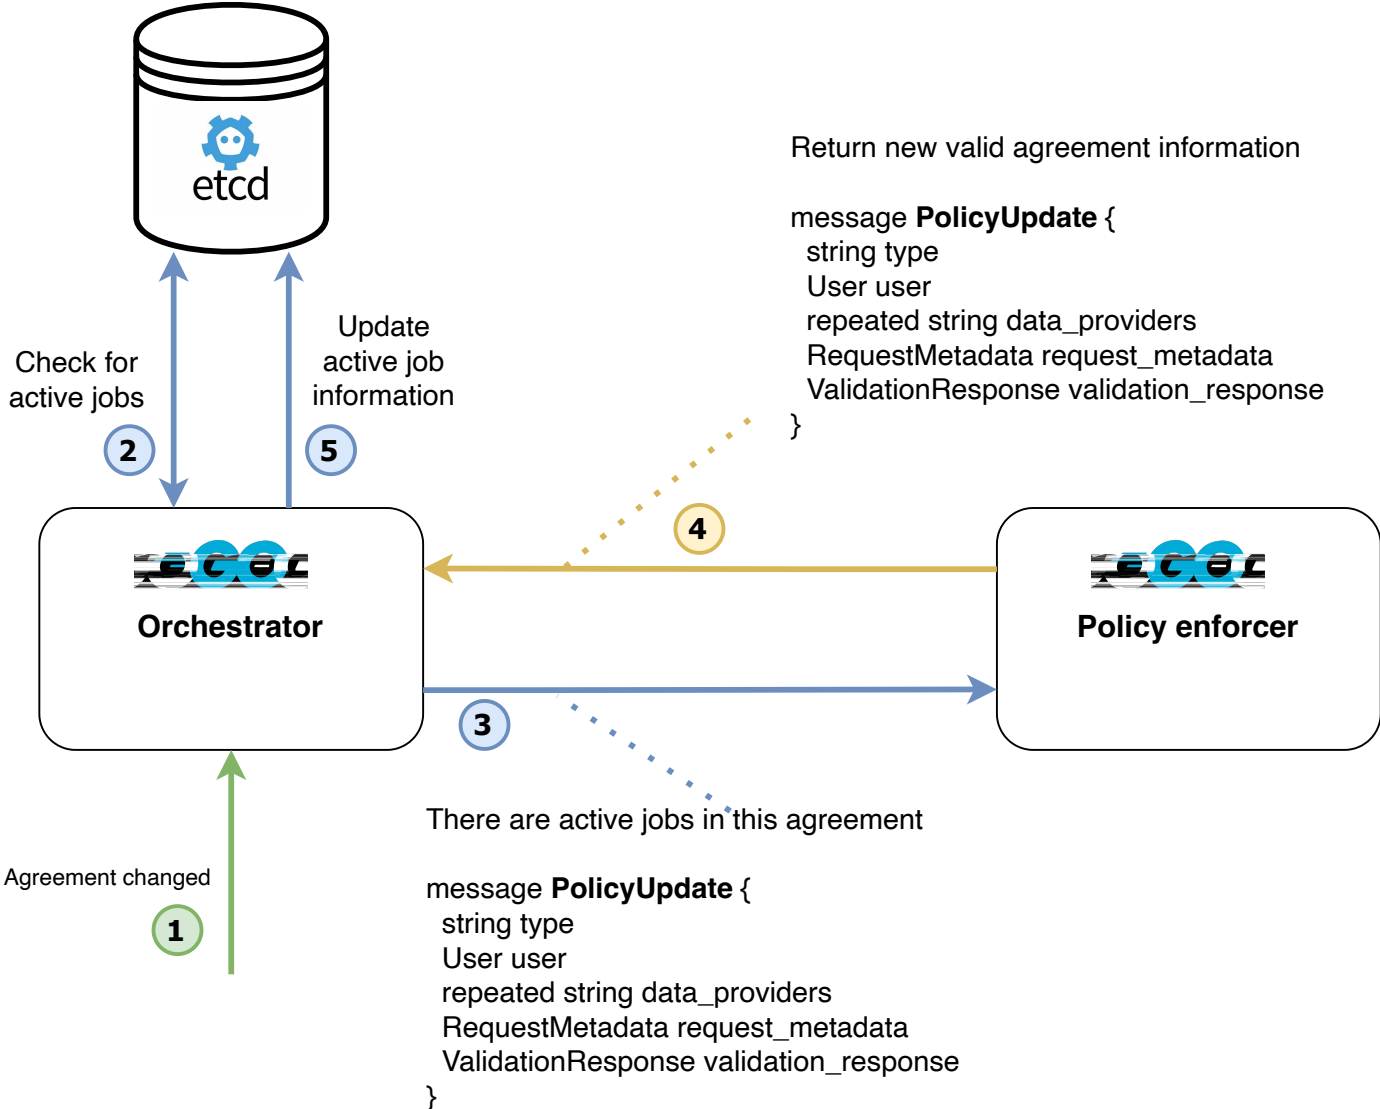 etcd
Return new valid agreement information
message PolicyUpdate {
string type
User user
repeated string data_providers
RequestMetadata request_metadata
ValidationResponse validation_response
}
Check for
active jobs
2
Update
active job
information
5
4
Orchestrator
Policy enforcer
3
Agreement changed
1
There are active jobs in this agreement
message PolicyUpdate {
string type
User user
repeated string data_providers
RequestMetadata request_metadata
ValidationResponse validation_response
}